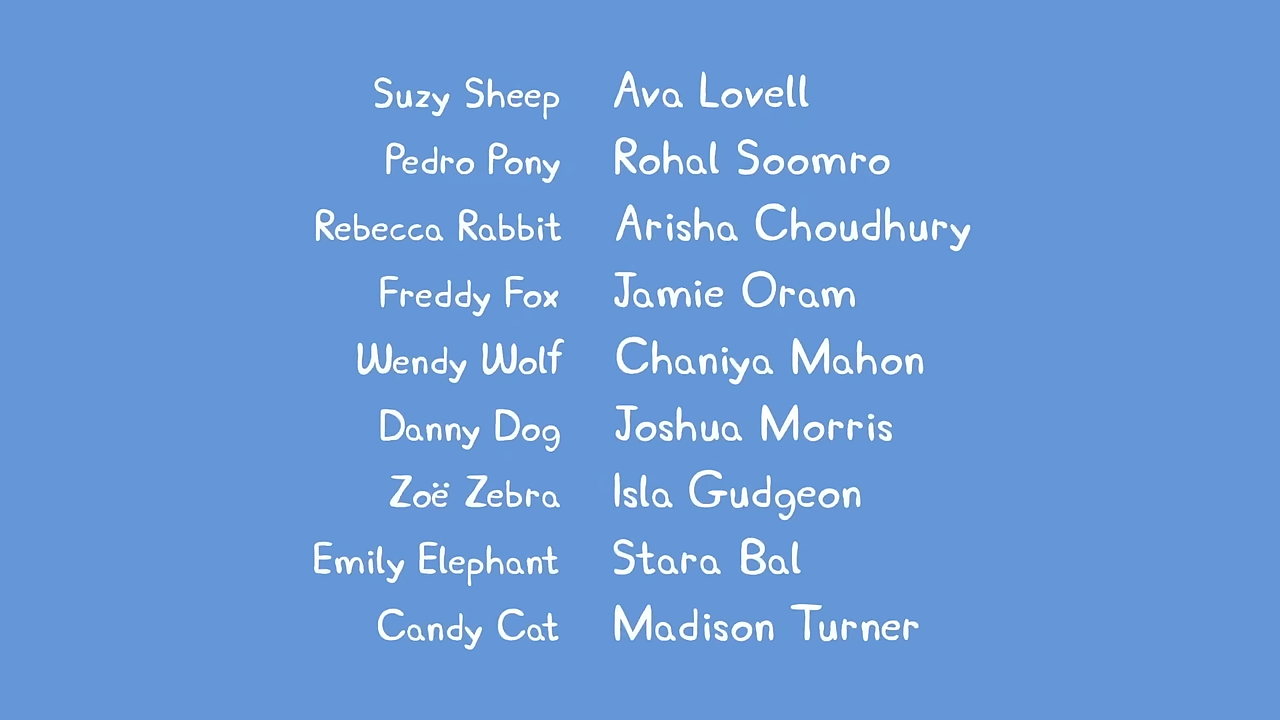 Suzy Sheep Ava Lovell
Pedro Pony Rohal Soomro
Rebecca Rabbit Arisha Choudhury
Freddy Fox Jamie Oram
Wendy Wolf Chaniya Mahon
Danny Dog Joshua Morris
Zoë Zebra Isla Gudgeon
Emily Elephant Stara Bal
Candy Cat Madison Turner